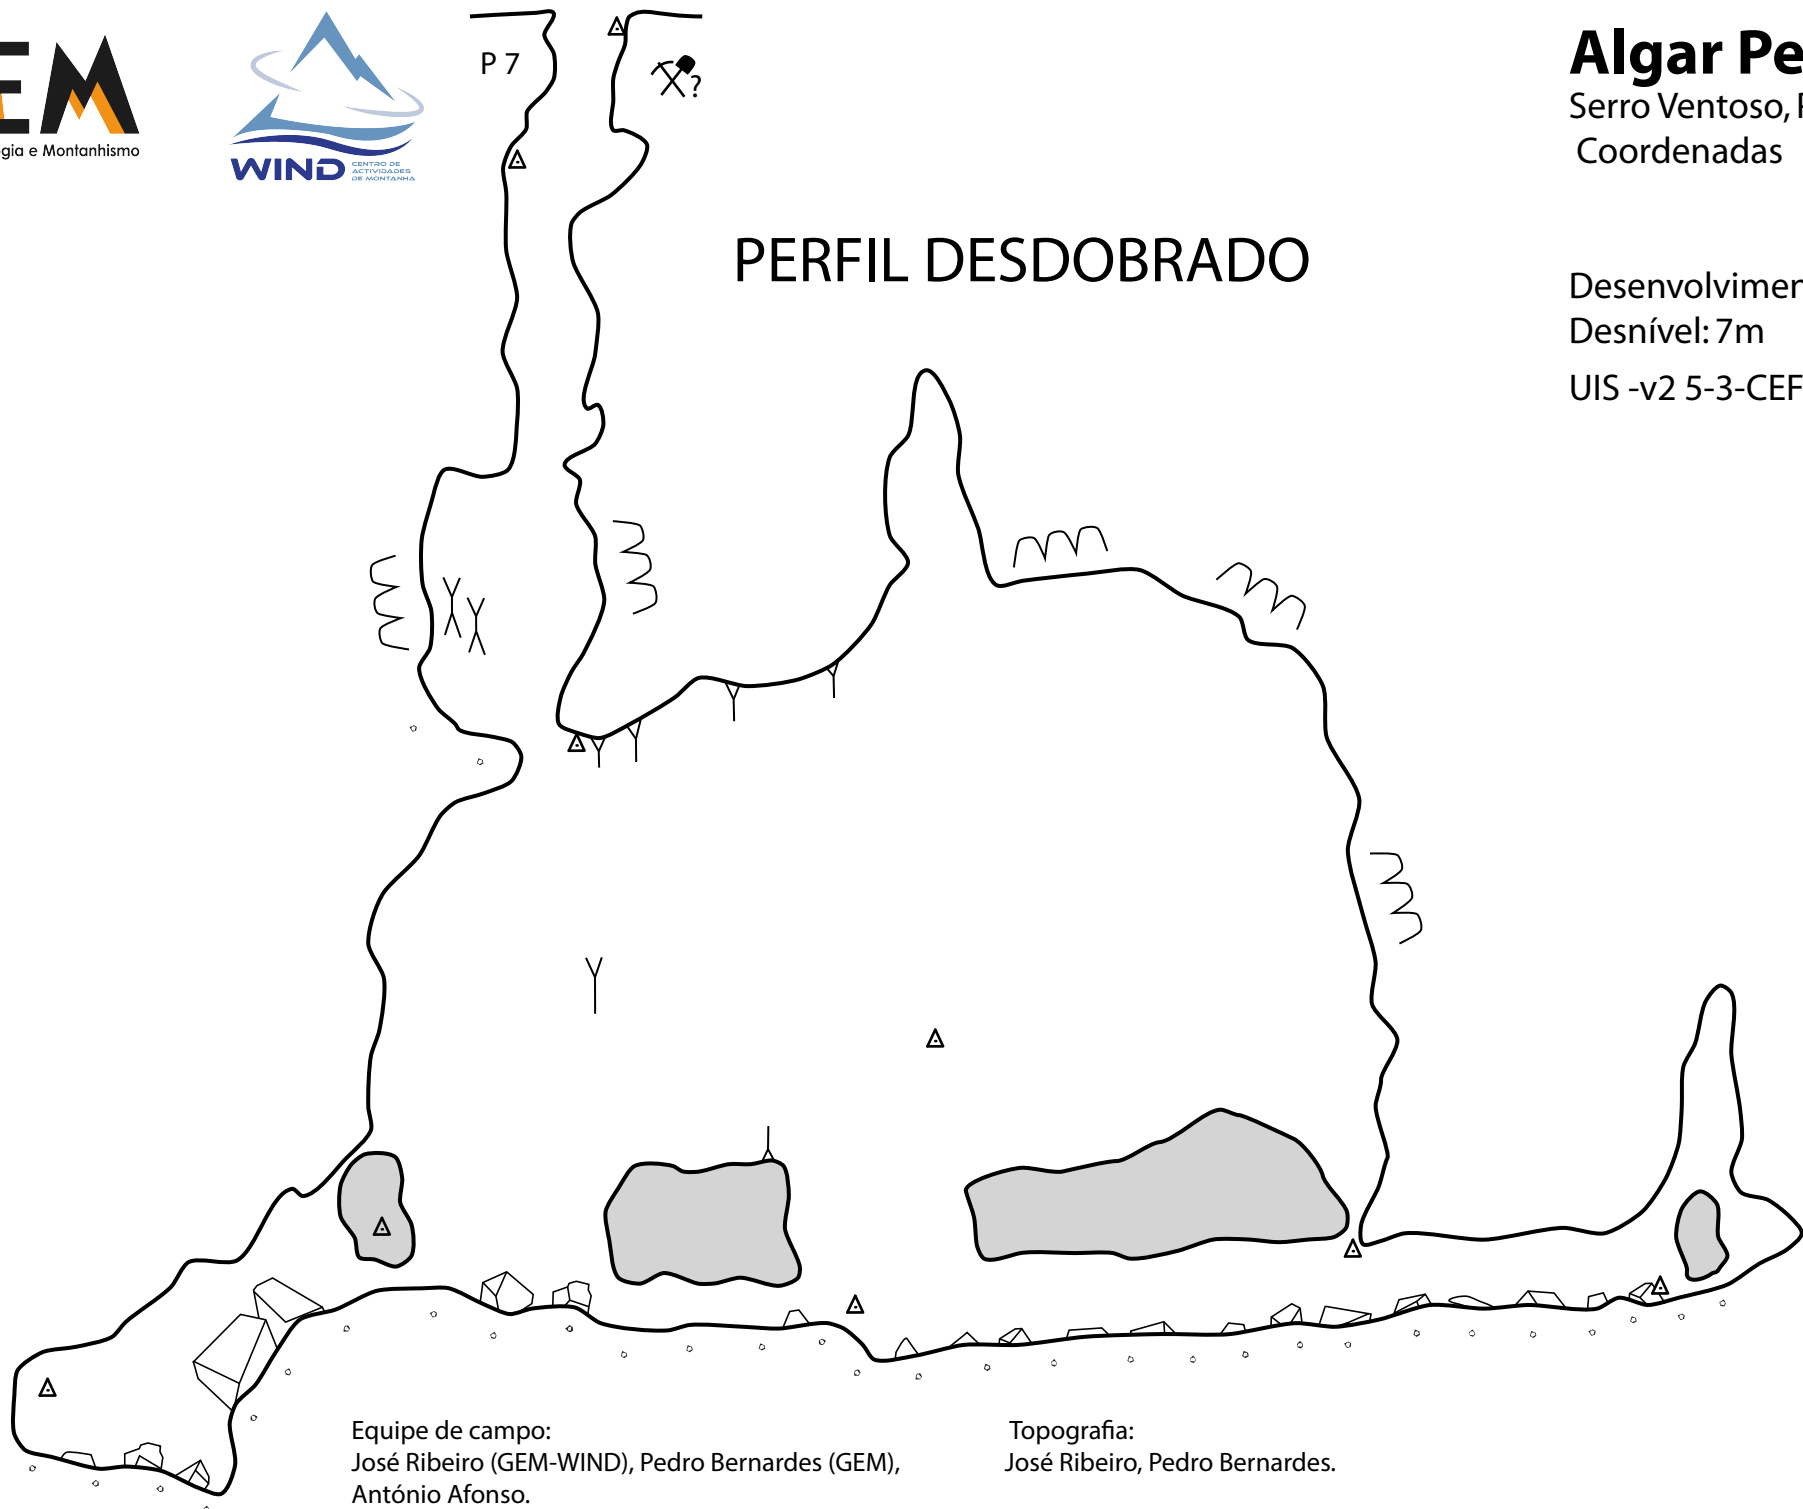 GEM
gia e Montanhismo
WIND
CENTRO DE
ACTIVIDADES
DE MONTANHA
P 7
?
Algar Pe
Serro Ventoso, P
Coordenadas
PERFIL DESDOBRADO
Desenvolvimen
Desnível: 7m
UIS -v2 5-3-CEF
Equipe de campo:
José Ribeiro (GEM-WIND), Pedro Bernardes (GEM),
António Afonso.
Topografia:
José Ribeiro, Pedro Bernardes.